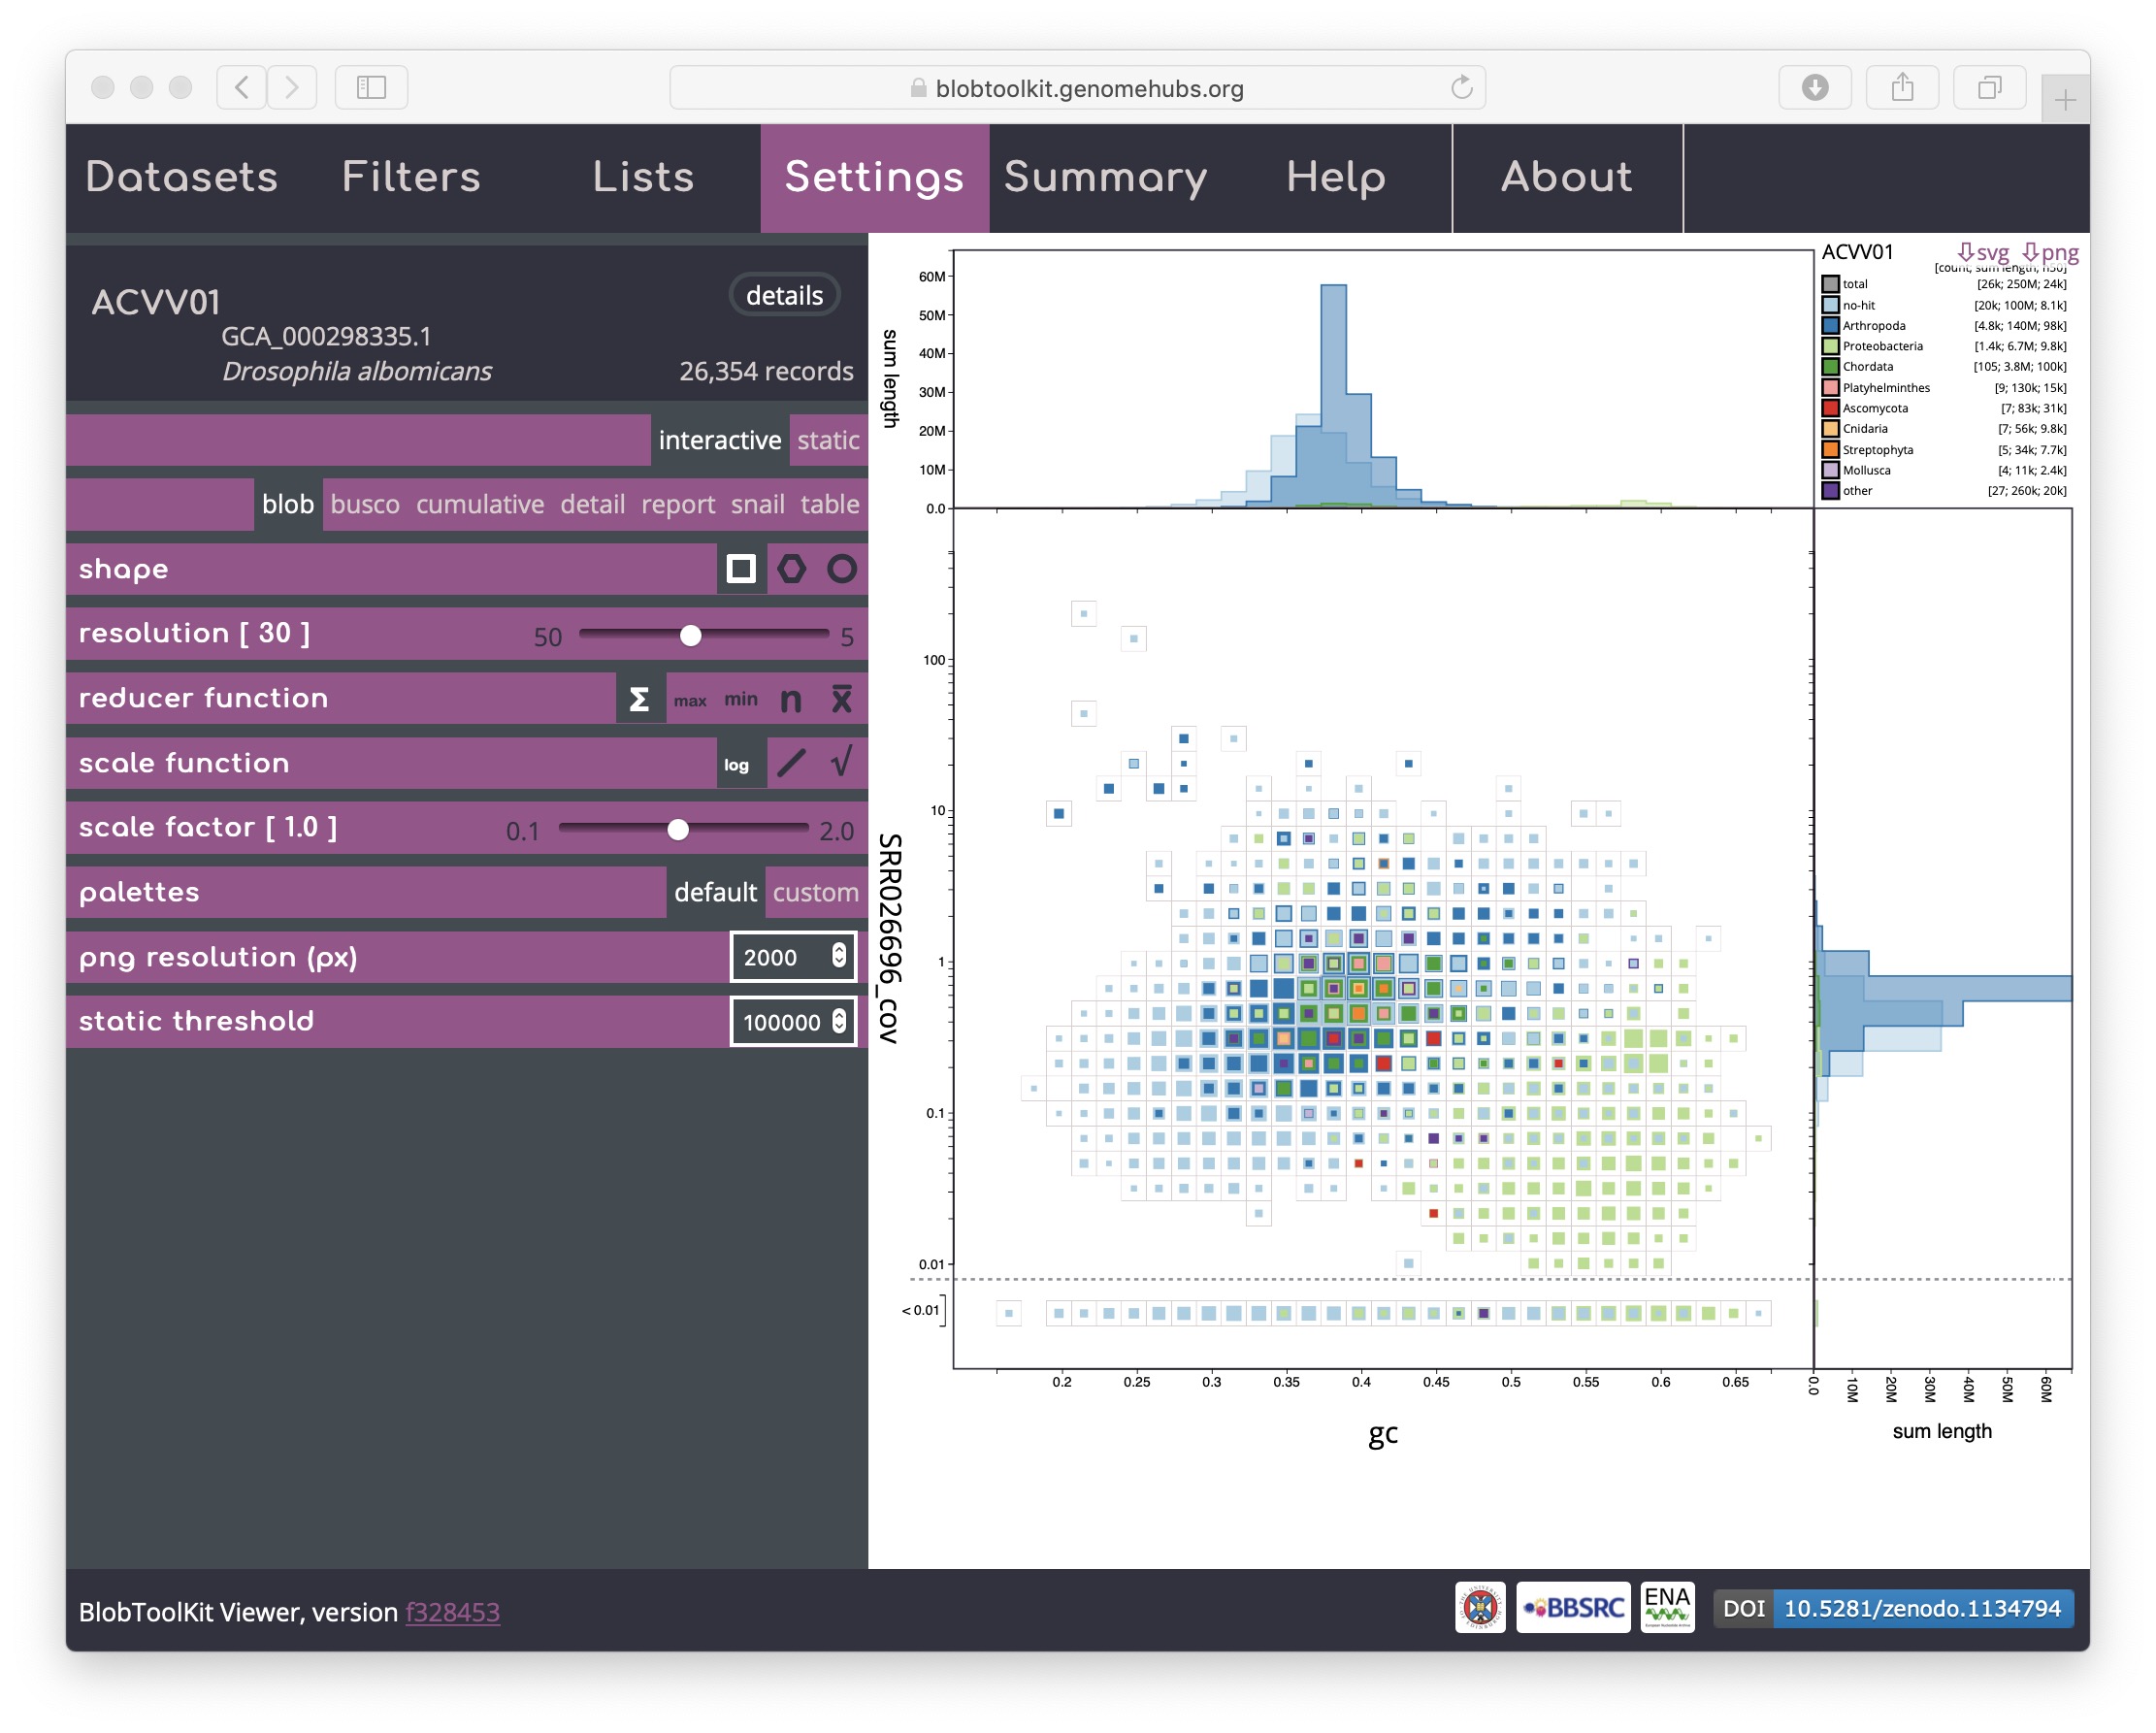 blobtoolkit.genomehubs.org
Datasets Filters Lists Settings Summary Help About
ACVV01
details
GCA_000298335.1
Drosophila albomicans 26,354 records
interactive static
blob busco cumulative detail report snail table
shape
resolution [ 30 ] 50 5
reducer function Σ max min n x̅
scale function log √
scale factor [ 1.0 ] 0.1 2.0
palettes default custom
png resolution (px) 2000
static threshold 100000
ACVV01 svg png
[count; sum length; n50]
total [26k; 250M; 24k]
no-hit [20k; 100M; 8.1k]
Arthropoda [4.8k; 140M; 98k]
Proteobacteria [1.4k; 6.7M; 9.8k]
Chordata [105; 3.8M; 100k]
Platyhelminthes [9; 130k; 15k]
Ascomycota [7; 83k; 31k]
Cnidaria [7; 56k; 9.8k]
Streptophyta [5; 34k; 7.7k]
Mollusca [4; 11k; 2.4k]
other [27; 260k; 20k]
sum length
60M
50M
40M
30M
20M
10M
0.0
SRR026696_cov
100
10
1
0.1
0.01
< 0.01
0.2 0.25 0.3 0.35 0.4 0.45 0.5 0.55 0.6 0.65
gc
0.0 10M 20M 30M 40M 50M 60M
sum length
BlobToolKit Viewer, version f328453
BBSRC
ENA
DOI 10.5281/zenodo.1134794